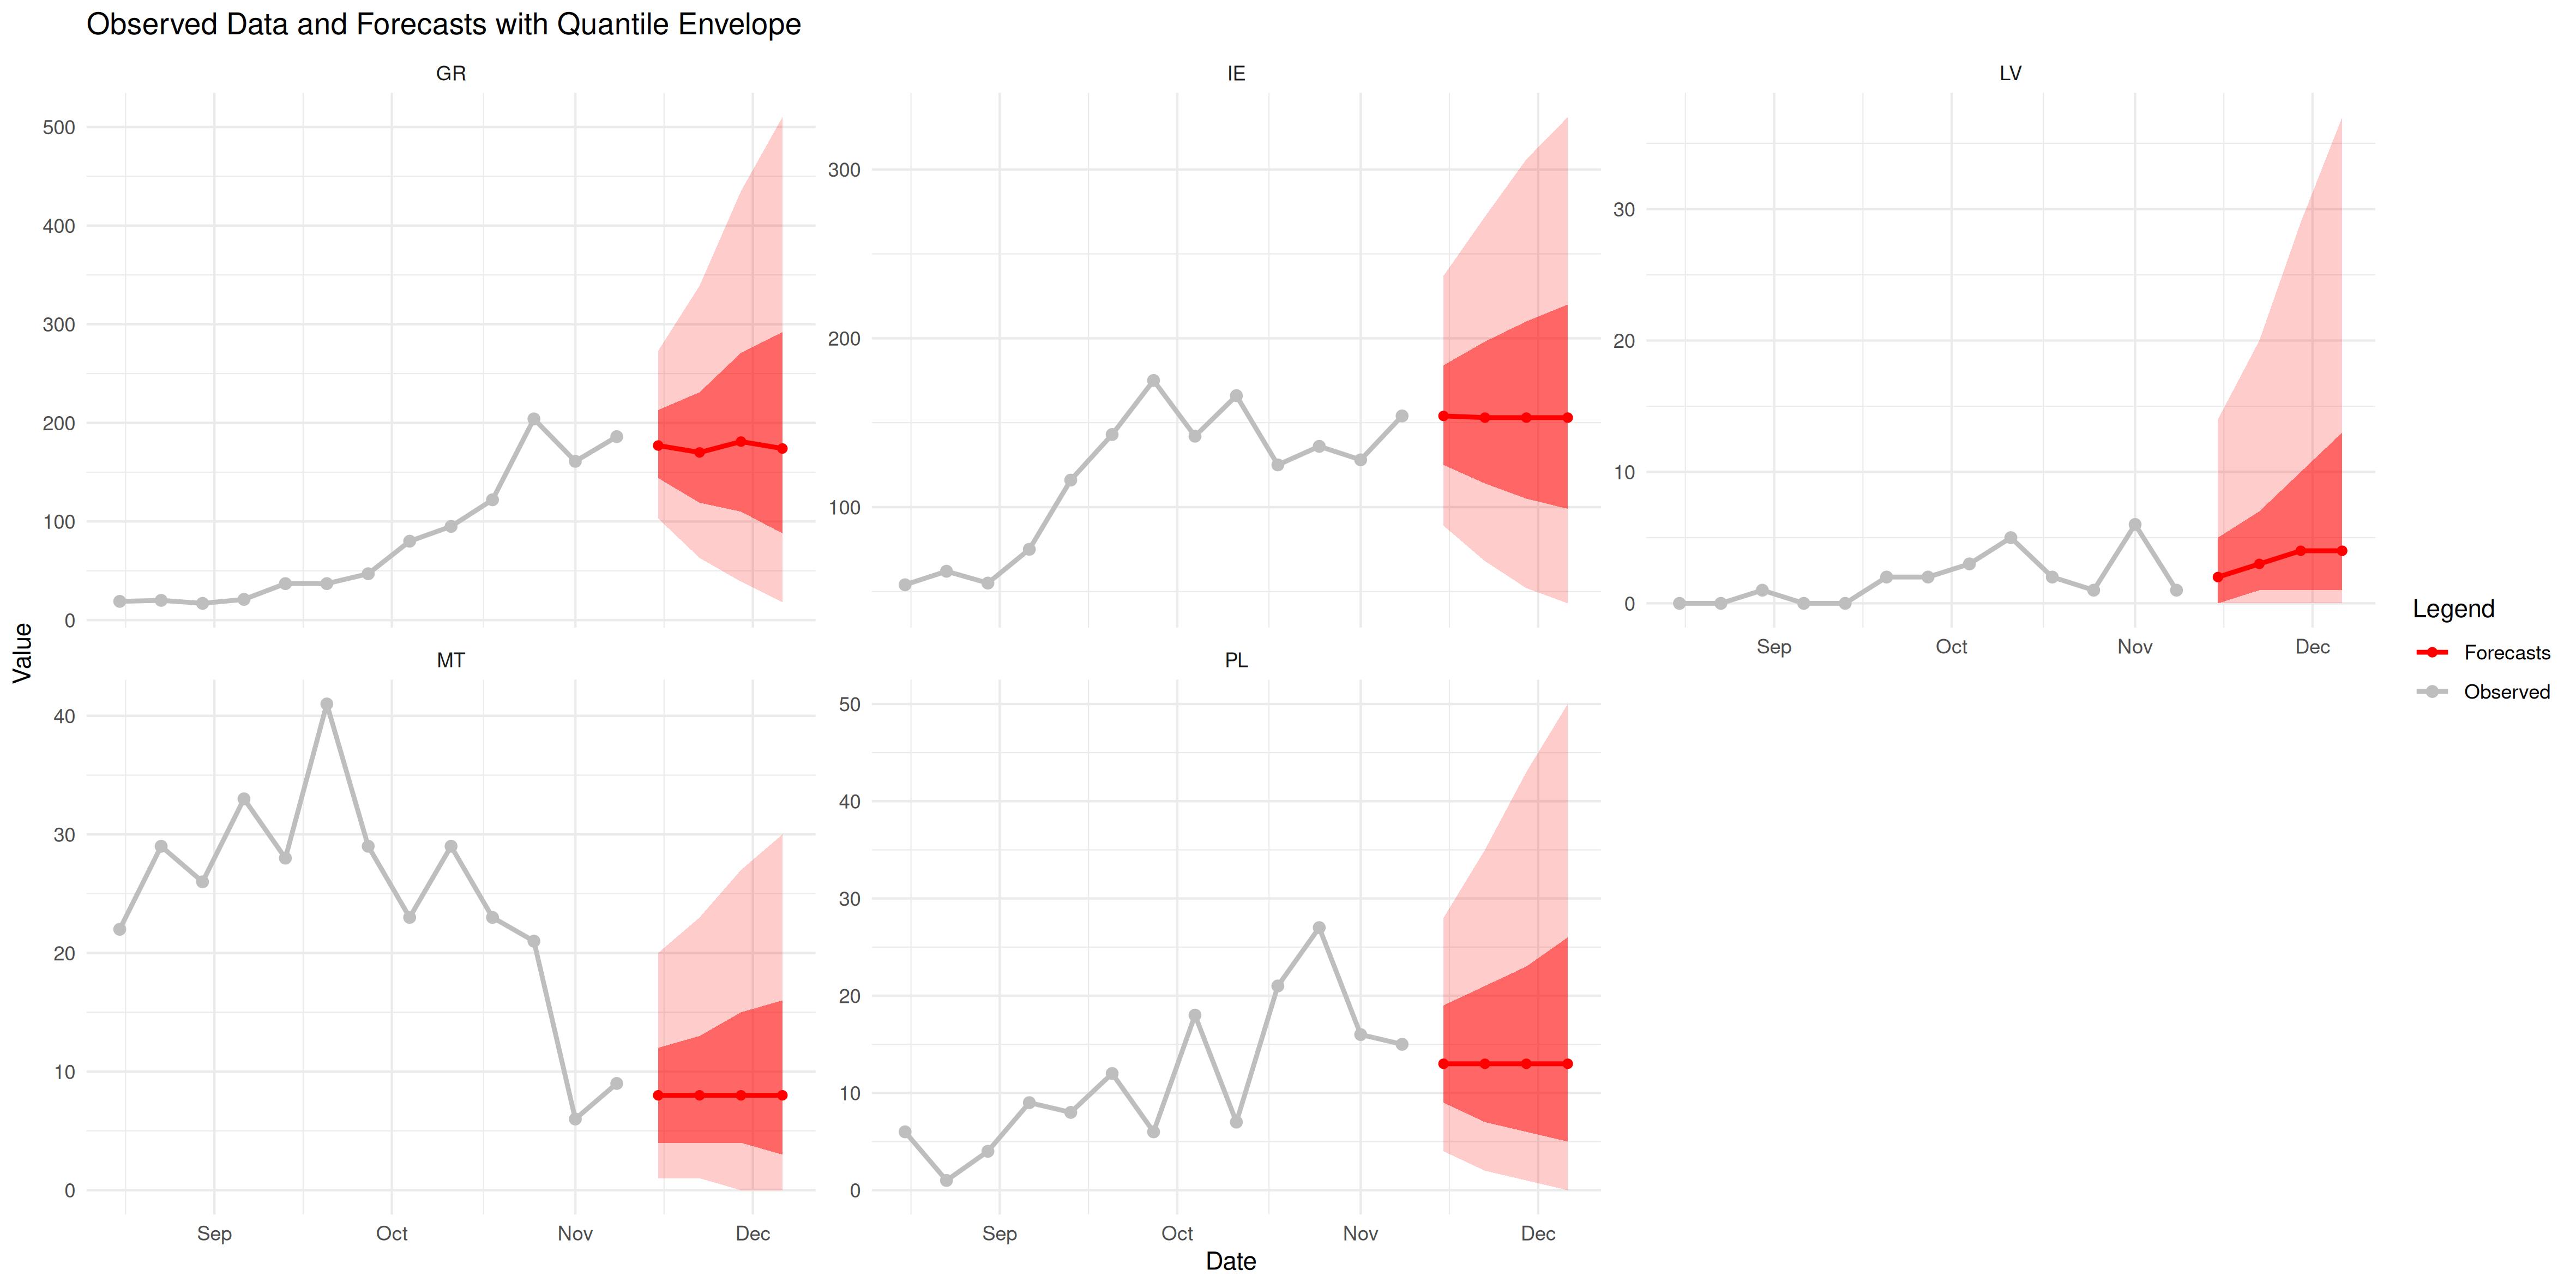 Observed Data and Forecasts with Quantile Envelope
GR
IE
LV
500
400
300
200
100
0
300
200
100
30
20
10
0
Sep Oct Nov Dec
Value
MT
PL
40
30
20
10
0
50
40
30
20
10
0
Sep Oct Nov Dec
Sep Oct Nov Dec
Date
Legend
Forecasts
Observed